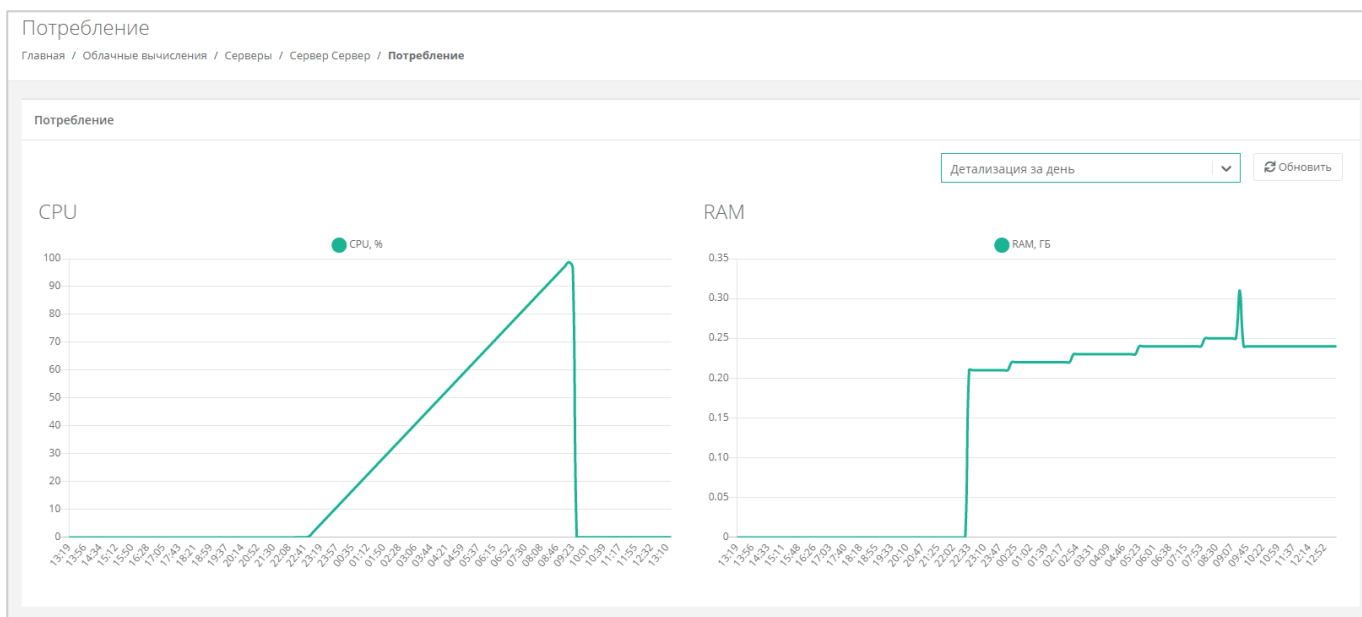 Потребление
Главная / Облачные вычисления / Серверы / Сервер Сервер / Потребление
Потребление
Детализация за день
Обновить
CPU
CPU, %
100
90
80
70
60
50
40
30
20
10
0
13:19 13:56 14:34 15:12 15:50 16:28 17:05 17:43 18:21 18:59 19:37 20:14 20:52 21:30 22:08 22:41 23:19 23:57 00:35 01:12 01:50 02:28 03:06 03:44 04:21 04:59 05:37 06:15 06:52 07:30 08:08 08:46 09:23 10:01 10:39 11:17 11:55 12:32 13:10
RAM
RAM, ГБ
0.35
0.30
0.25
0.20
0.15
0.10
0.05
0
13:19 13:56 14:33 15:11 15:48 16:26 17:03 17:40 18:18 18:55 19:33 20:10 20:47 21:25 22:02 22:33 23:10 23:47 00:25 01:02 01:39 02:17 02:54 03:31 04:09 04:46 05:23 06:01 06:38 07:15 07:53 08:30 09:07 09:45 10:22 10:59 11:37 12:14 12:52